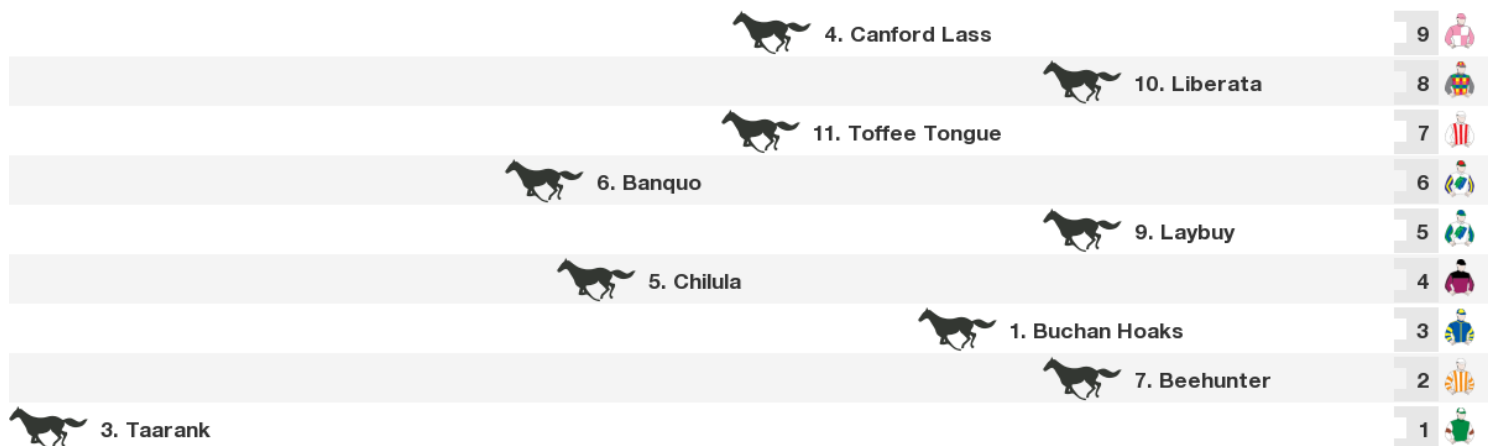 4. Canford Lass 9
10. Liberata 8
11. Toffee Tongue 7
6. Banquo 6
9. Laybuy 5
5. Chilula 4
1. Buchan Hoaks 3
7. Beehunter 2
3. Taarank 1